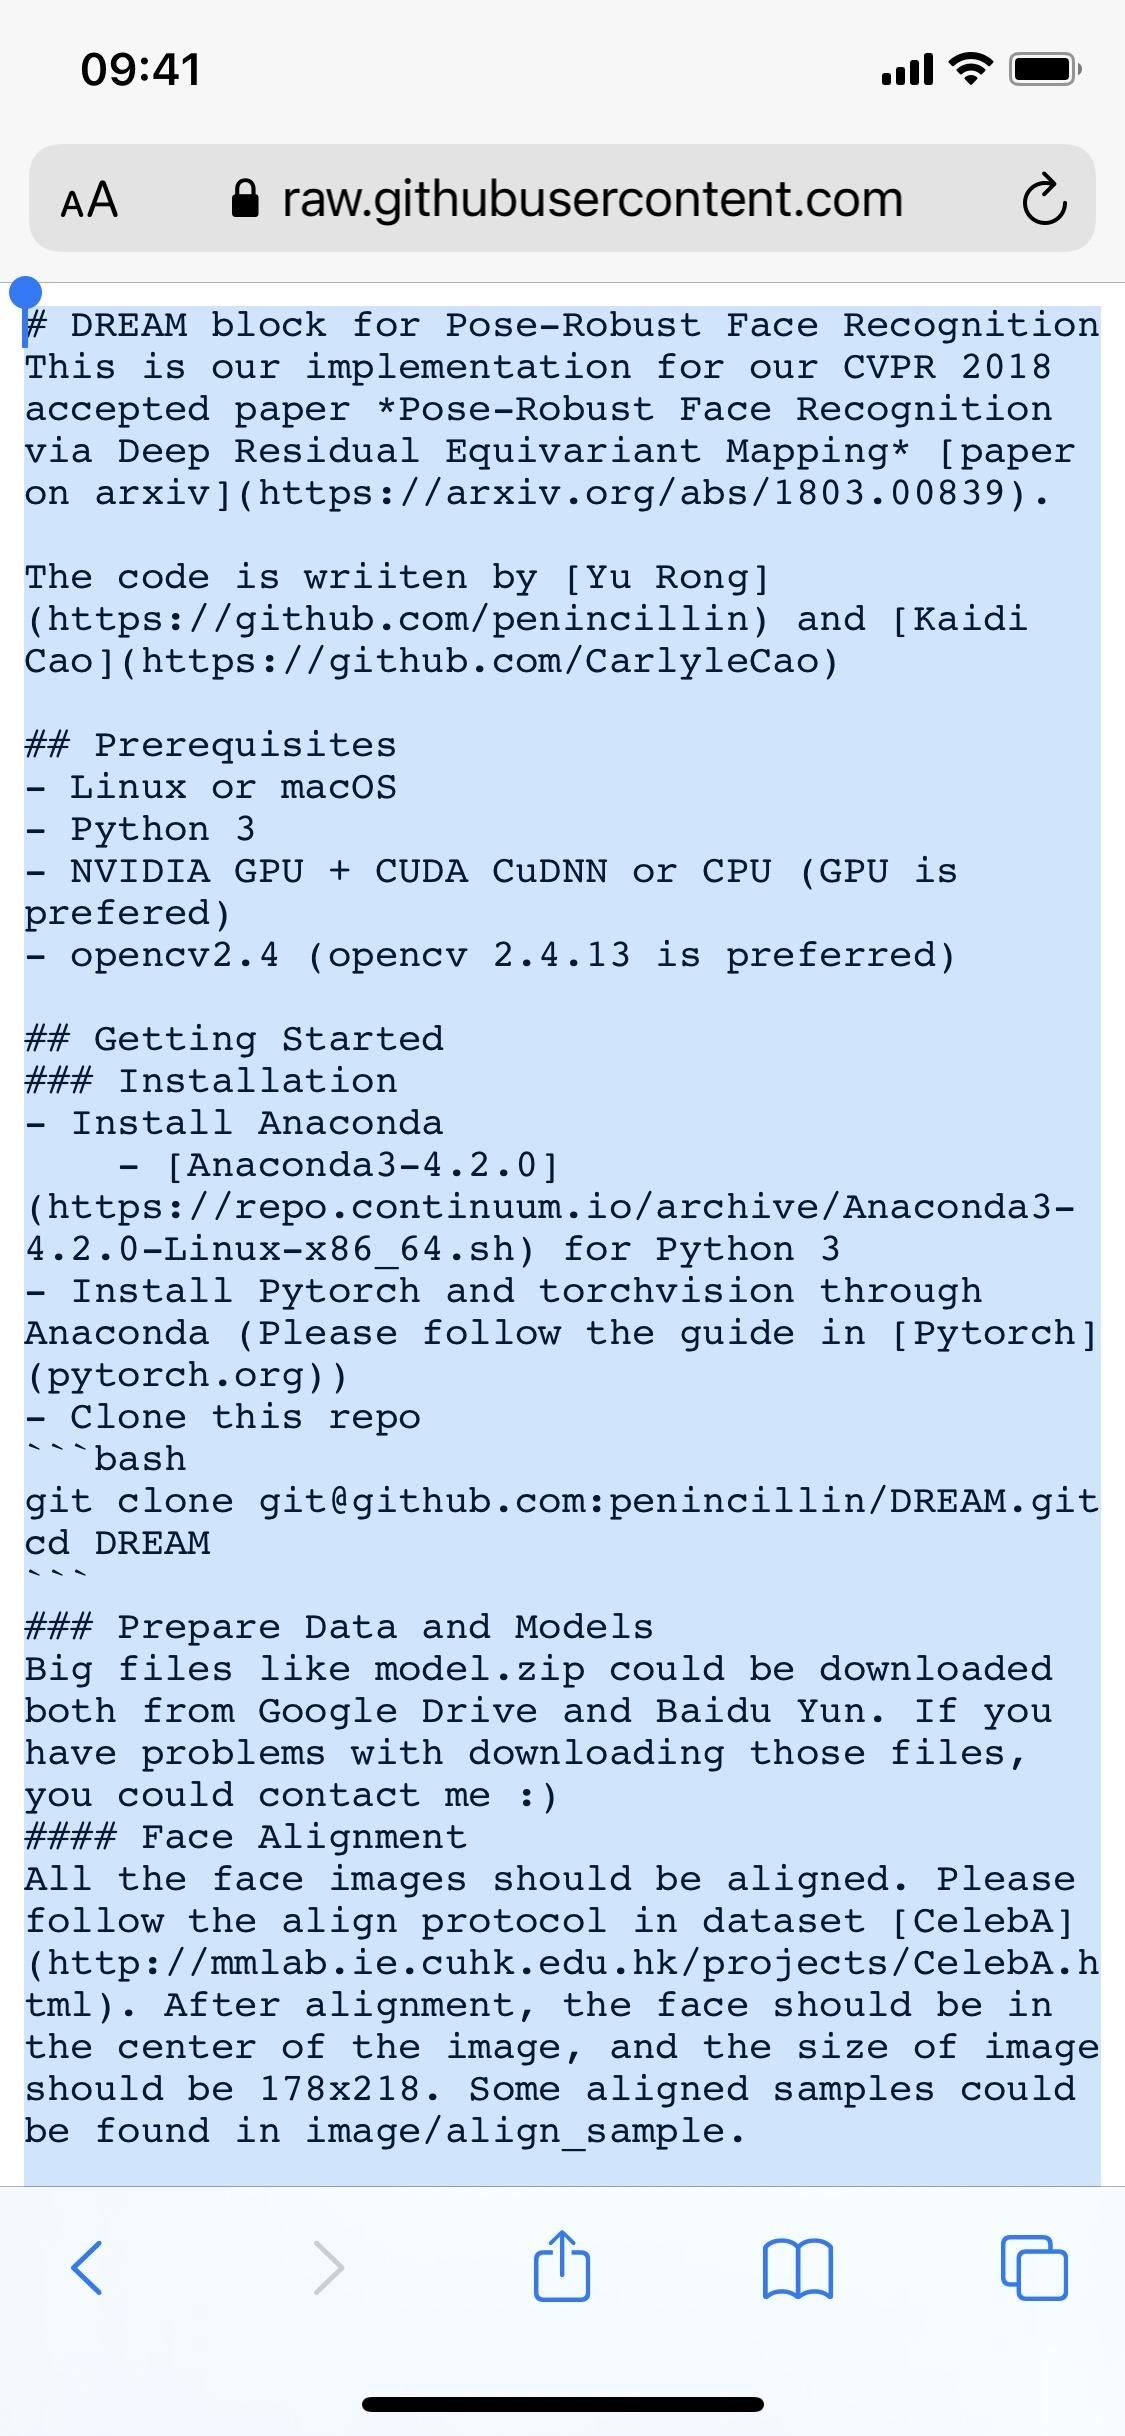 09:41
AA raw.githubusercontent.com
# DREAM block for Pose-Robust Face Recognition
This is our implementation for our CVPR 2018
accepted paper *Pose-Robust Face Recognition
via Deep Residual Equivariant Mapping* [paper
on arxiv](https://arxiv.org/abs/1803.00839).

The code is wriiten by [Yu Rong]
(https://github.com/penincillin) and [Kaidi
Cao](https://github.com/CarlyleCao)

## Prerequisites
- Linux or macOS
- Python 3
- NVIDIA GPU + CUDA CuDNN or CPU (GPU is
prefered)
- opencv2.4 (opencv 2.4.13 is preferred)

## Getting Started
### Installation
- Install Anaconda
    - [Anaconda3-4.2.0]
(https://repo.continuum.io/archive/Anaconda3-
4.2.0-Linux-x86_64.sh) for Python 3
- Install Pytorch and torchvision through
Anaconda (Please follow the guide in [Pytorch]
(pytorch.org))
- Clone this repo
```bash
git clone git@github.com:penincillin/DREAM.git
cd DREAM
```
### Prepare Data and Models
Big files like model.zip could be downloaded
both from Google Drive and Baidu Yun. If you
have problems with downloading those files,
you could contact me :)
#### Face Alignment
All the face images should be aligned. Please
follow the align protocol in dataset [CelebA]
(http://mmlab.ie.cuhk.edu.hk/projects/CelebA.h
tml). After alignment, the face should be in
the center of the image, and the size of image
should be 178x218. Some aligned samples could
be found in image/align_sample.